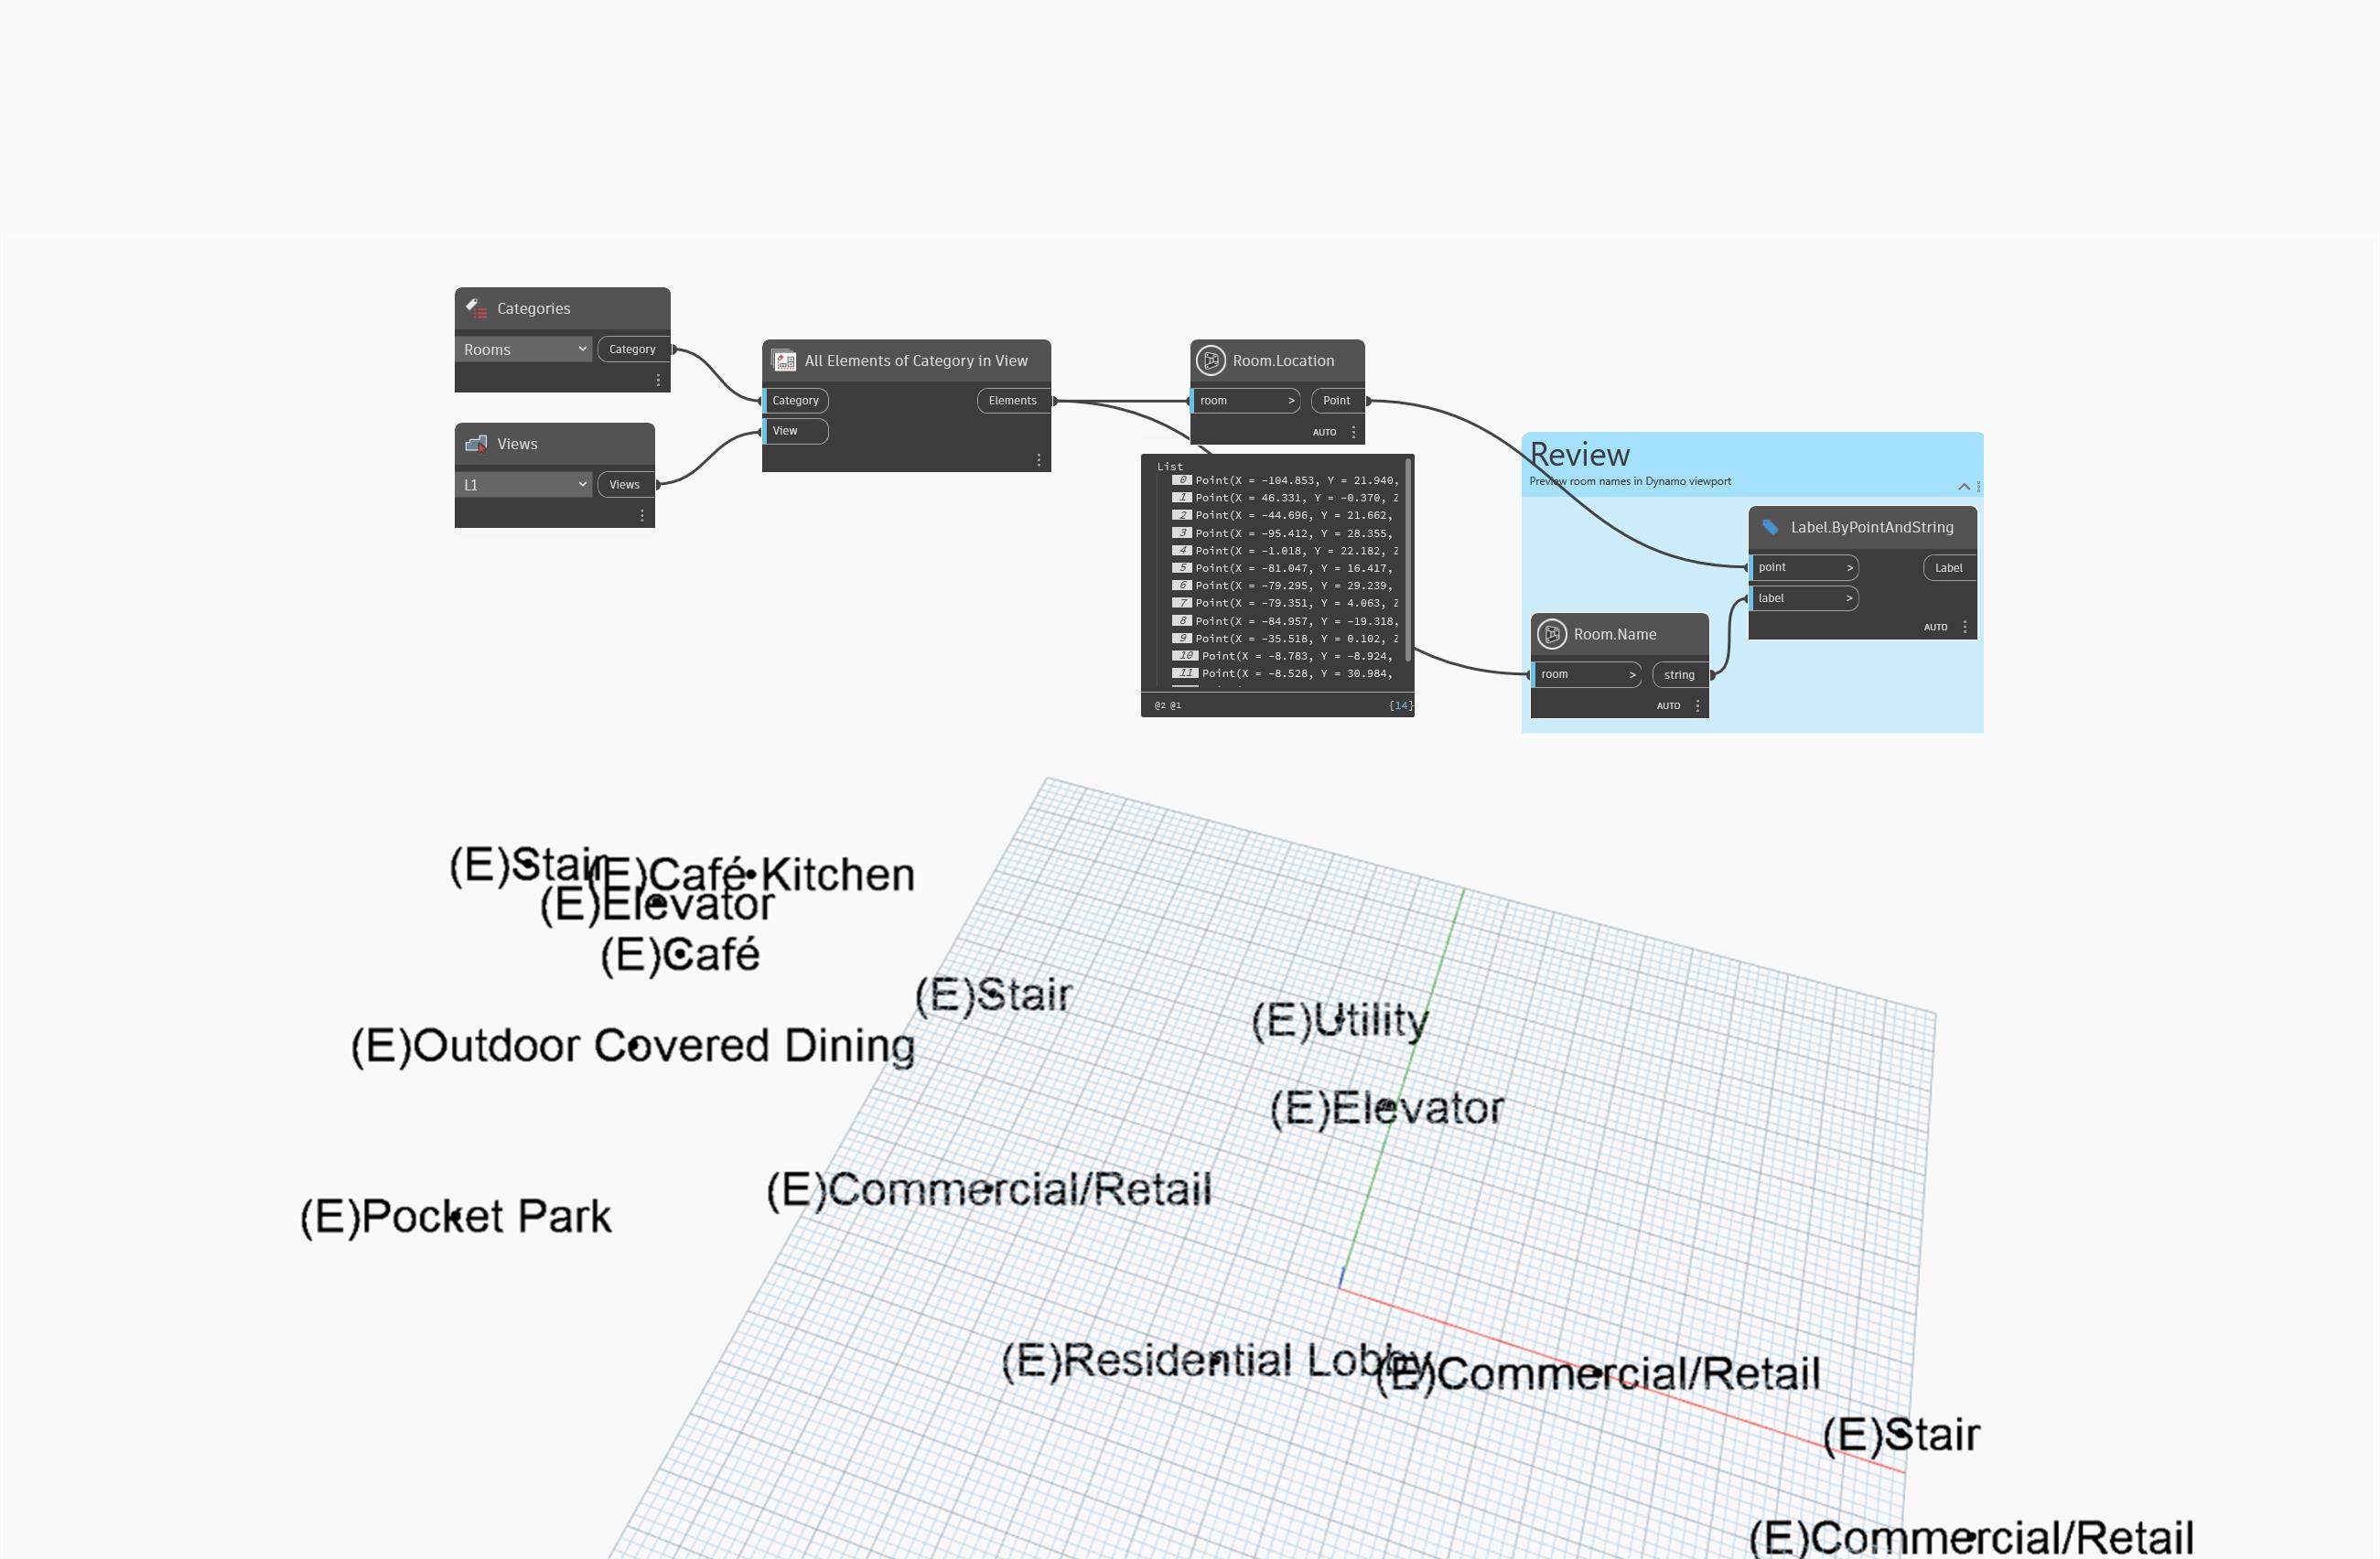 Categories
Rooms
Category
Views
L1
Views
All Elements of Category in View
Category
Elements
View
Room.Location
room >
Point
AUTO
List
0 Point(X = -104.853, Y = 21.940,
1 Point(X = 46.331, Y = -0.370, Z
2 Point(X = -44.696, Y = 21.662,
3 Point(X = -95.412, Y = 28.355,
4 Point(X = -1.018, Y = 22.182, Z
5 Point(X = -81.047, Y = 16.417,
6 Point(X = -79.295, Y = 29.239,
7 Point(X = -79.351, Y = 4.063, Z
8 Point(X = -84.957, Y = -19.318,
9 Point(X = -35.518, Y = 0.102, Z
10 Point(X = -8.783, Y = -8.924,
11 Point(X = -8.528, Y = 30.984,
@2 @1
{14}
Review
Preview room names in Dynamo viewport
Label.ByPointAndString
point >
Label
label >
AUTO
Room.Name
room >
string
AUTO
(E)Stair
(E)Café Kitchen
(E)Elevator
(E)Café
(E)Stair
(E)Utility
(E)Outdoor Covered Dining
(E)Elevator
(E)Commercial/Retail
(E)Pocket Park
(E)Residential Lobby
(E)Commercial/Retail
(E)Stair
(E)Commercial/Retail